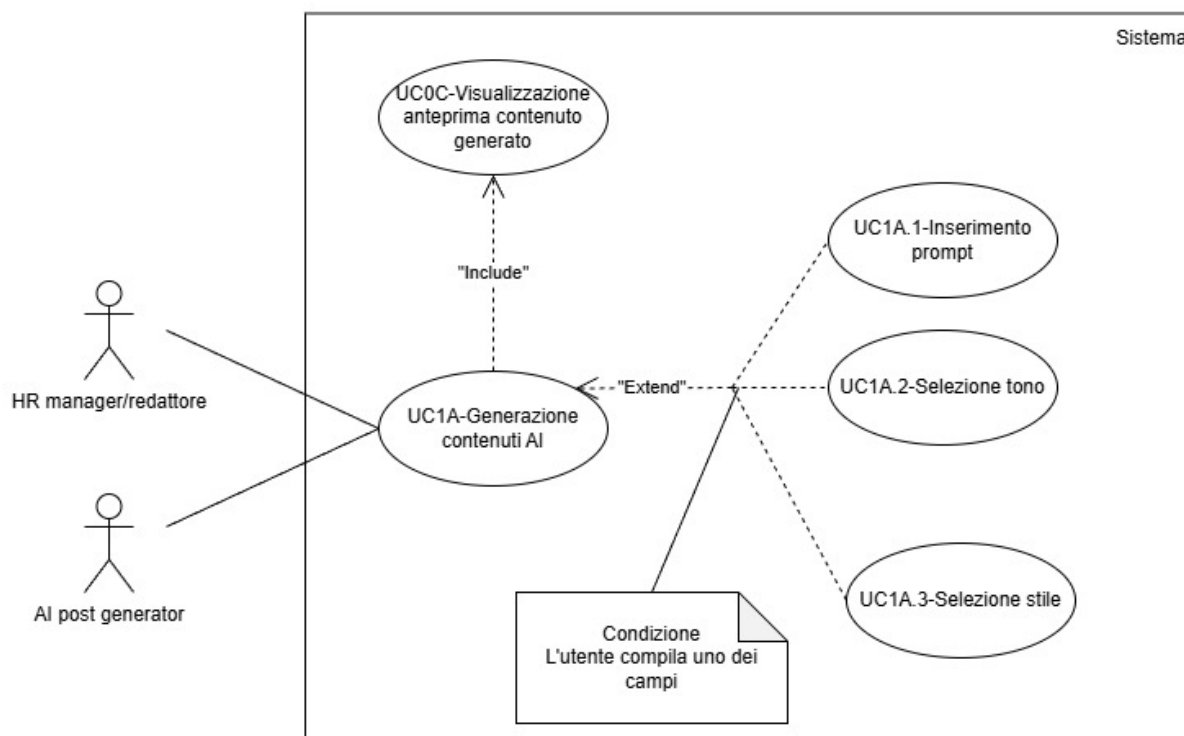 Sistema
UC0C-Visualizzazione
anteprima contenuto
generato
UC1A.1-Inserimento
prompt
"Include"
HR manager/redattore
"Extend"
UC1A.2-Selezione tono
UC1A-Generazione
contenuti AI
AI post generator
UC1A.3-Selezione stile
Condizione
L'utente compila uno dei
campi